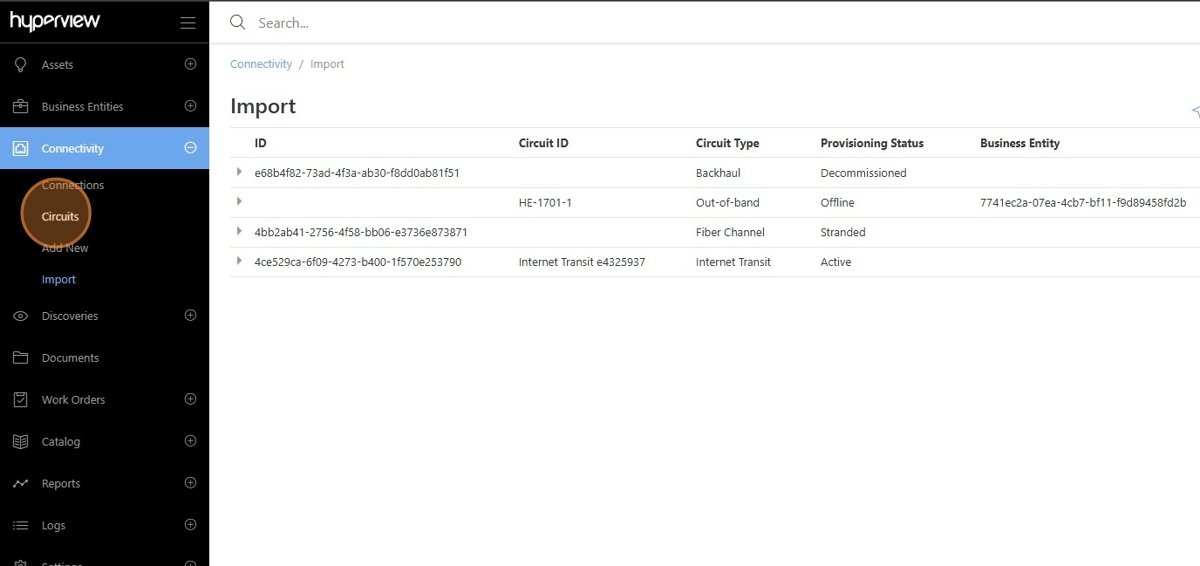 hyperview
Search...
Assets
Business Entities
Connectivity
Connections
Circuits
Add New
Import
Discoveries
Documents
Work Orders
Catalog
Reports
Logs
Settings
Connectivity / Import
Import
ID Circuit ID Circuit Type Provisioning Status Business Entity
e68b4f82-73ad-4f3a-ab30-f8dd0ab81f51 Backhaul Decommissioned
HE-1701-1 Out-of-band Offline 7741ec2a-07ea-4cb7-bf11-f9d89458fd2b
4bb2ab41-2756-4f58-bb06-e3736e873871 Fiber Channel Stranded
4ce529ca-6f09-4273-b400-1f570e253790 Internet Transit e4325937 Internet Transit Active